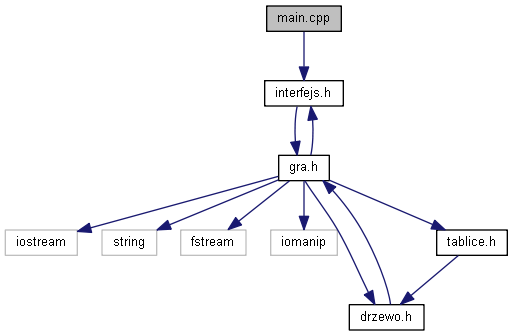 main.cpp
interfejs.h
gra.h
iostream
string
fstream
iomanip
tablice.h
drzewo.h